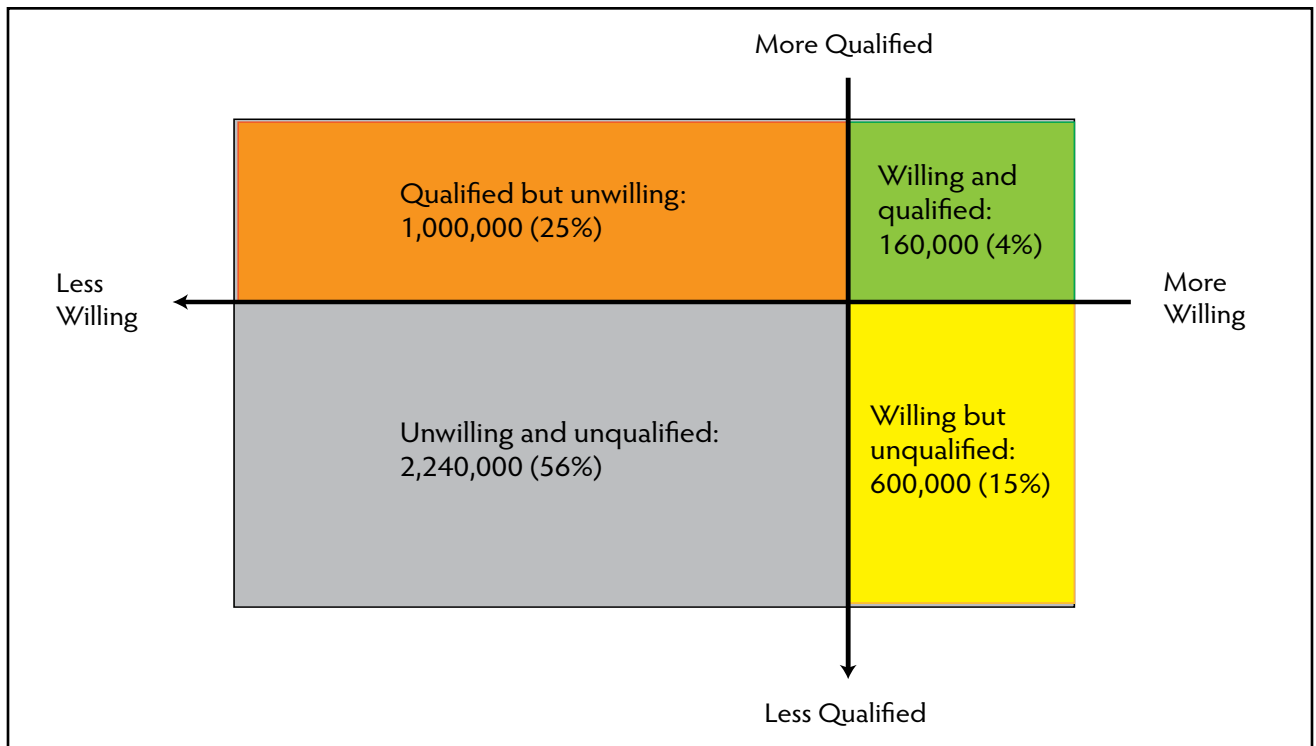 More Qualified
Qualified but unwilling:
1,000,000 (25%)
Willing and
qualified:
160,000 (4%)
Less
Willing
More
Willing
Unwilling and unqualified:
2,240,000 (56%)
Willing but
unqualified:
600,000 (15%)
Less Qualified